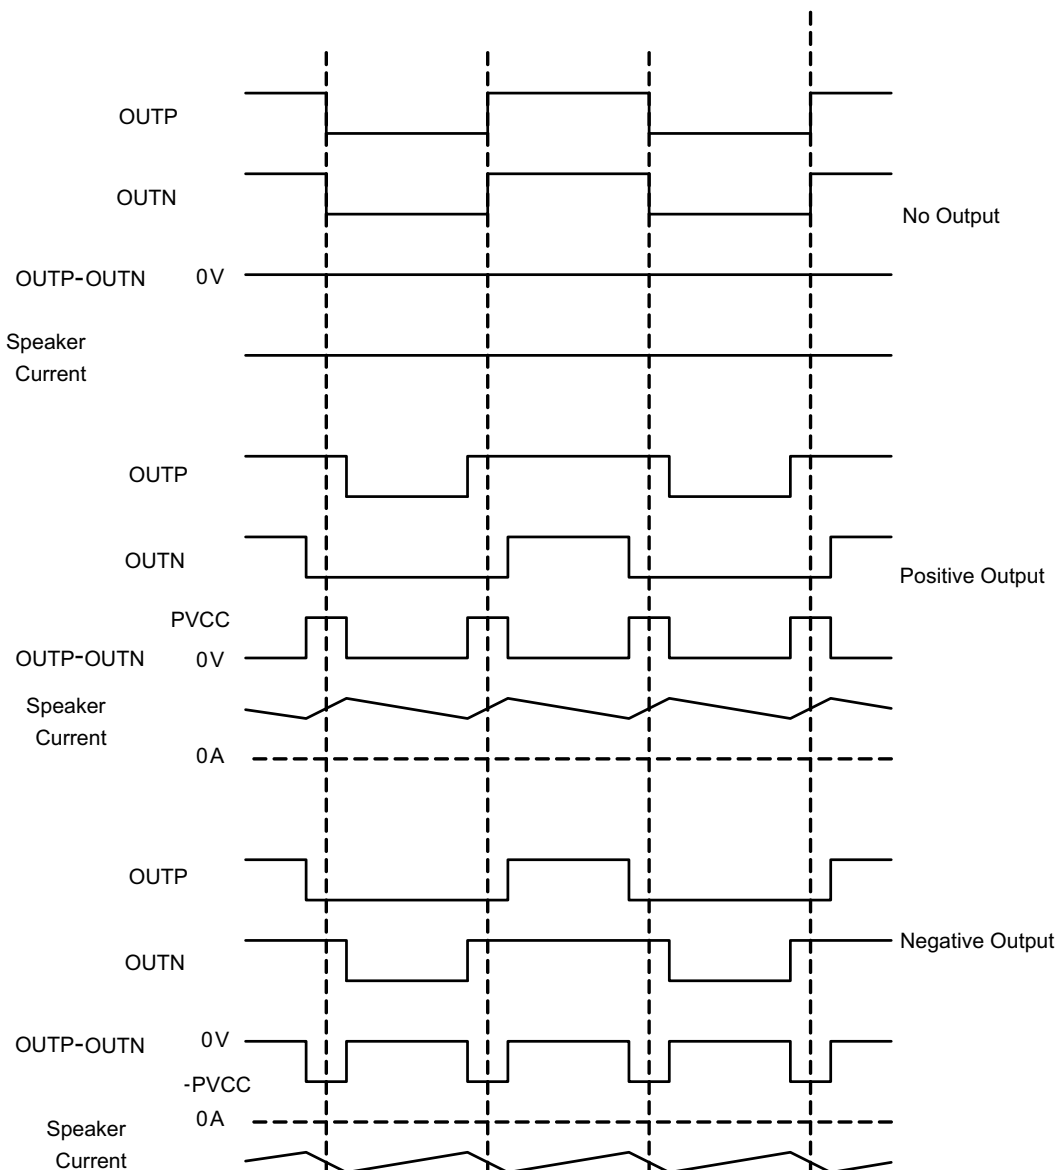 OUTP
OUTN
No Output
OUTP-OUTN 0V
Speaker
Current
OUTP
OUTN
Positive Output
PVCC
OUTP-OUTN 0V
Speaker
Current
0A
OUTP
OUTN
Negative Output
OUTP-OUTN 0V
-PVCC
0A
Speaker
Current